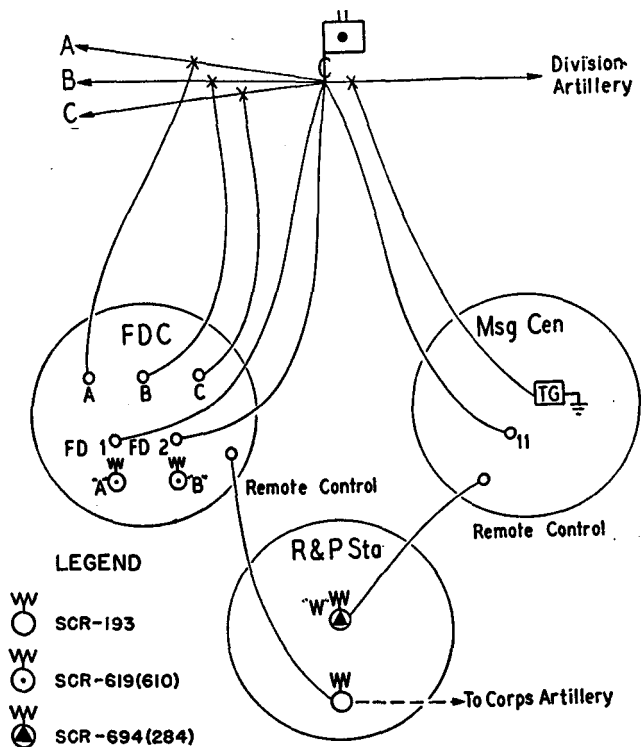 A
B
C
C
Division
Artillery
FDC
A
B
C
FD 1
FD 2
"A"
"B"
Remote Control
Msg Cen
TG
11
Remote Control
R&P Sta
"W"
To Corps Artillery
LEGEND
SCR-193
SCR-619(610)
SCR-694(284)